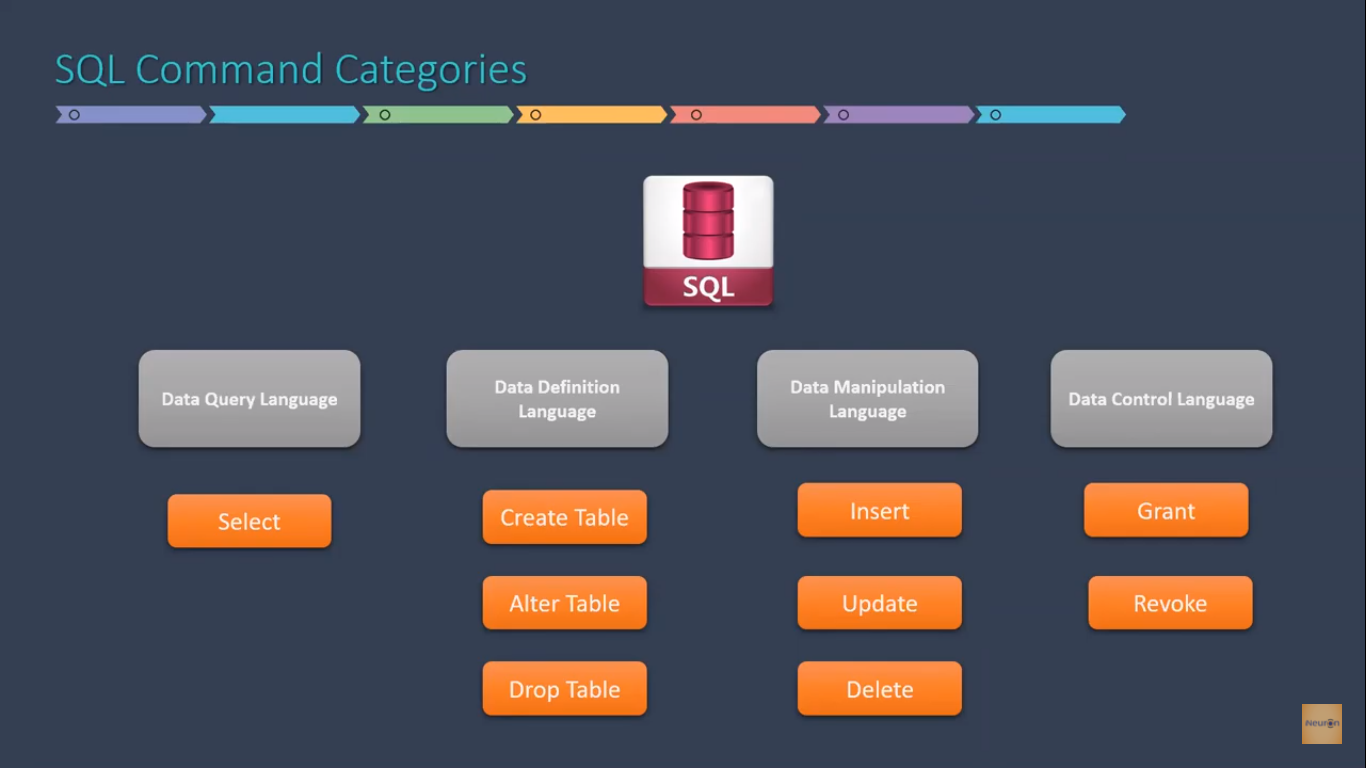 SQL Command Categories
SQL
Data Query Language
Data Definition
Language
Data Manipulation
Language
Data Control Language
Select
Create Table
Alter Table
Drop Table
Insert
Update
Delete
Grant
Revoke
Neuron